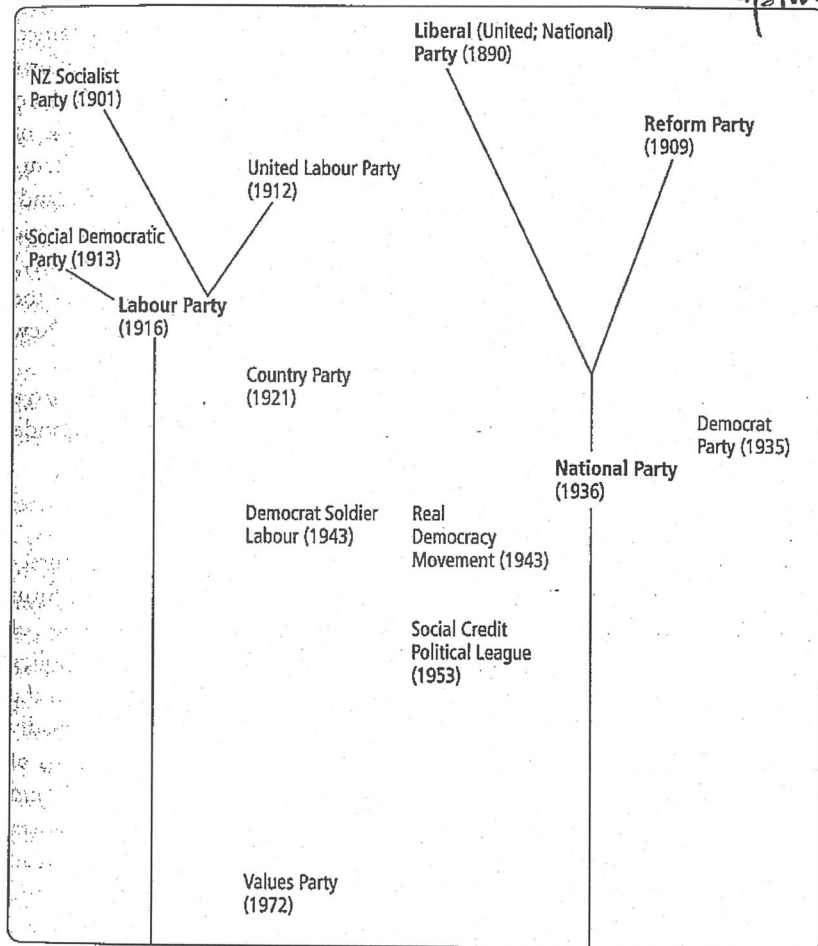 Liberal (United; National)
Party (1890)
NZ Socialist
Party (1901)
Reform Party
(1909)
United Labour Party
(1912)
Social Democratic
Party (1913)
Labour Party
(1916)
Country Party
(1921)
Democrat
Party (1935)
National Party
(1936)
Democrat Soldier
Labour (1943)
Real
Democracy
Movement (1943)
Social Credit
Political League
(1953)
Values Party
(1972)